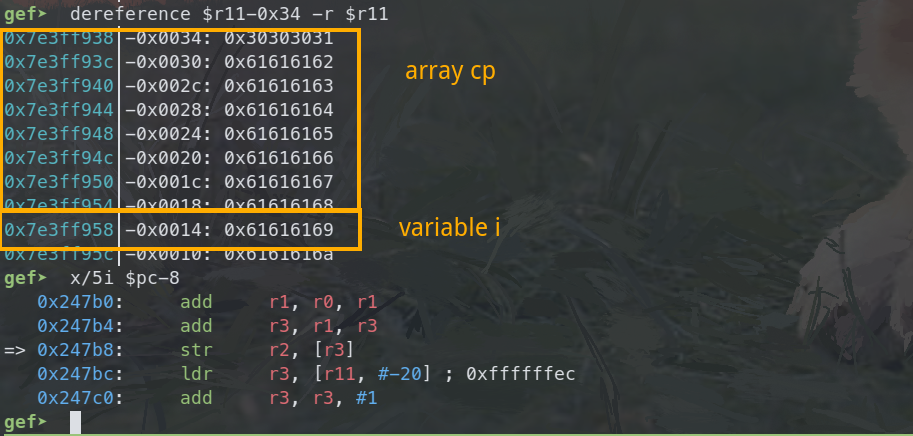 gef➤  dereference $r11-0x34 -r $r11
0x7e3ff938│-0x0034: 0x30303031
0x7e3ff93c│-0x0030: 0x61616162
array cp
0x7e3ff940│-0x002c: 0x61616163
0x7e3ff944│-0x0028: 0x61616164
0x7e3ff948│-0x0024: 0x61616165
0x7e3ff94c│-0x0020: 0x61616166
0x7e3ff950│-0x001c: 0x61616167
0x7e3ff954│-0x0018: 0x61616168
0x7e3ff958│-0x0014: 0x61616169
variable i
0x7e3ff95c│-0x0010: 0x6161616a
gef➤  x/5i $pc-8
0x247b0: add r1, r0, r1
0x247b4: add r3, r1, r3
=> 0x247b8: str r2, [r3]
0x247bc: ldr r3, [r11, #-20] ; 0xffffffec
0x247c0: add r3, r3, #1
gef➤